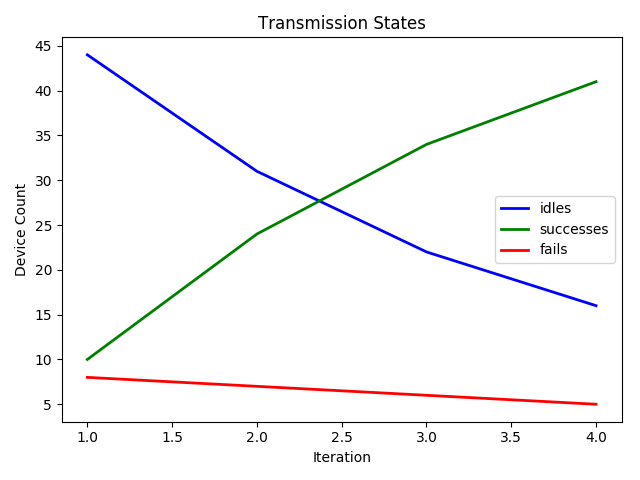 Transmission States
45
40
35
30
25
20
15
10
5
Device Count
idles
successes
fails
1.0 1.5 2.0 2.5 3.0 3.5 4.0
Iteration